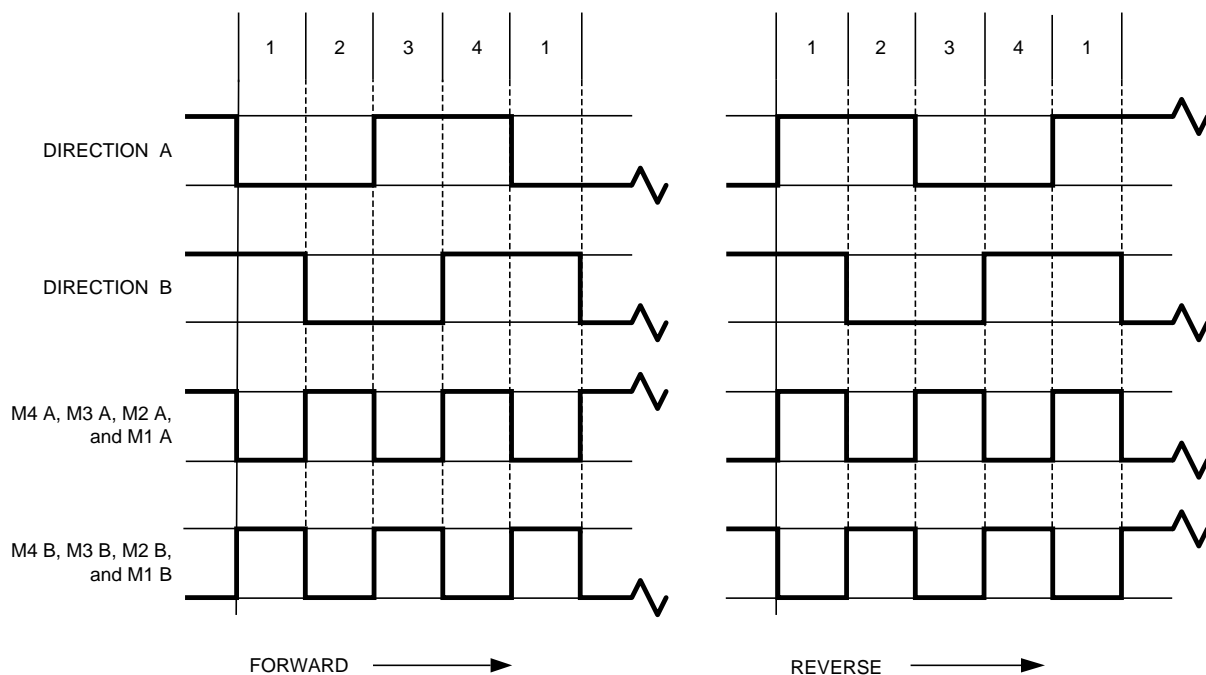 1 2 3 4 1 1 2 3 4 1
DIRECTION A
DIRECTION B
M4 A, M3 A, M2 A,
and M1 A
M4 B, M3 B, M2 B,
and M1 B
FORWARD REVERSE